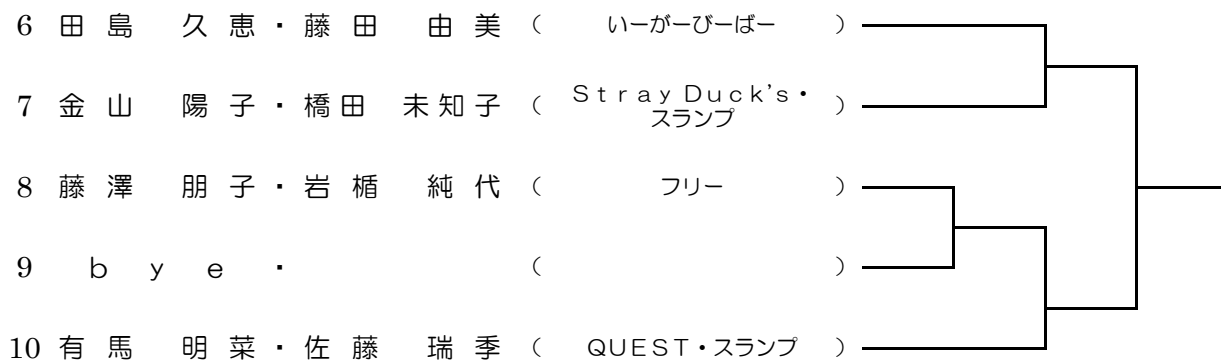 6 田島 久恵・藤田 由美 ( いーがーびーばー )
7 金山 陽子・橋田 未知子 ( Stray Duck's・スランプ )
8 藤澤 朋子・岩楯 純代 ( フリー )
9 bye・ ( )
10 有馬 明菜・佐藤 瑞季 ( QUEST・スランプ )